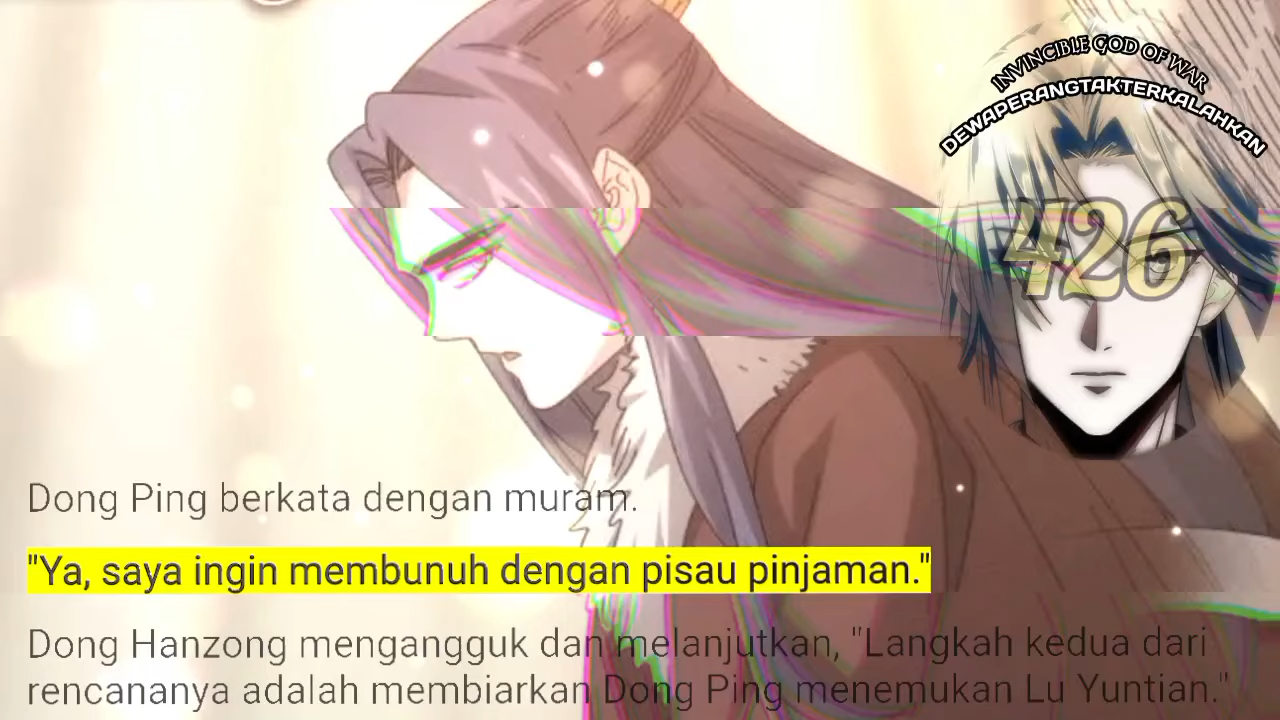 INVINCIBLE GOD OF WAR
DEWAPERANGTAKTERKALAHKAN
426
Dong Ping berkata dengan muram.
"Ya, saya ingin membunuh dengan pisau pinjaman."
Dong Hanzong mengangguk dan melanjutkan, "Langkah kedua dari
rencananya adalah membiarkan Dong Ping menemukan Lu Yuntian."